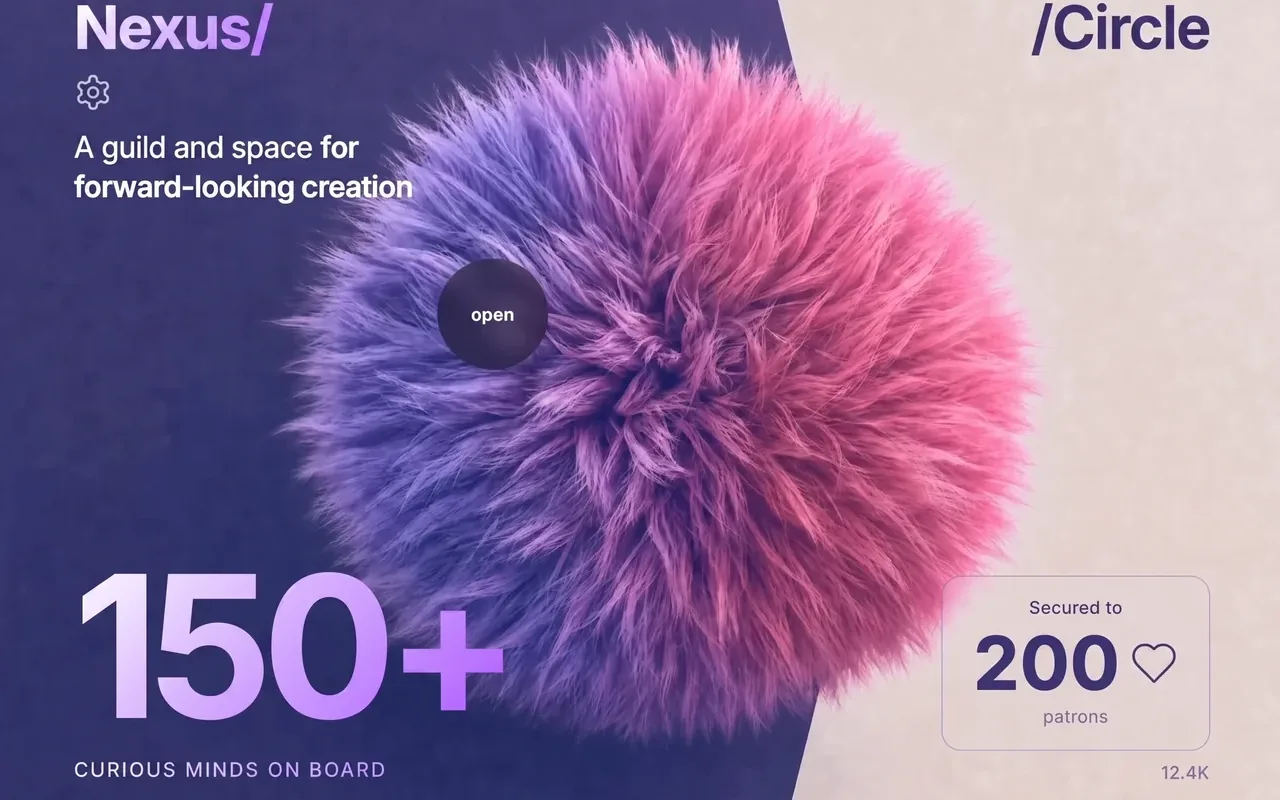 Nexus/
/Circle
A guild and space for
forward-looking creation
open
150+
CURIOUS MINDS ON BOARD
Secured to
200
patrons
12.4K